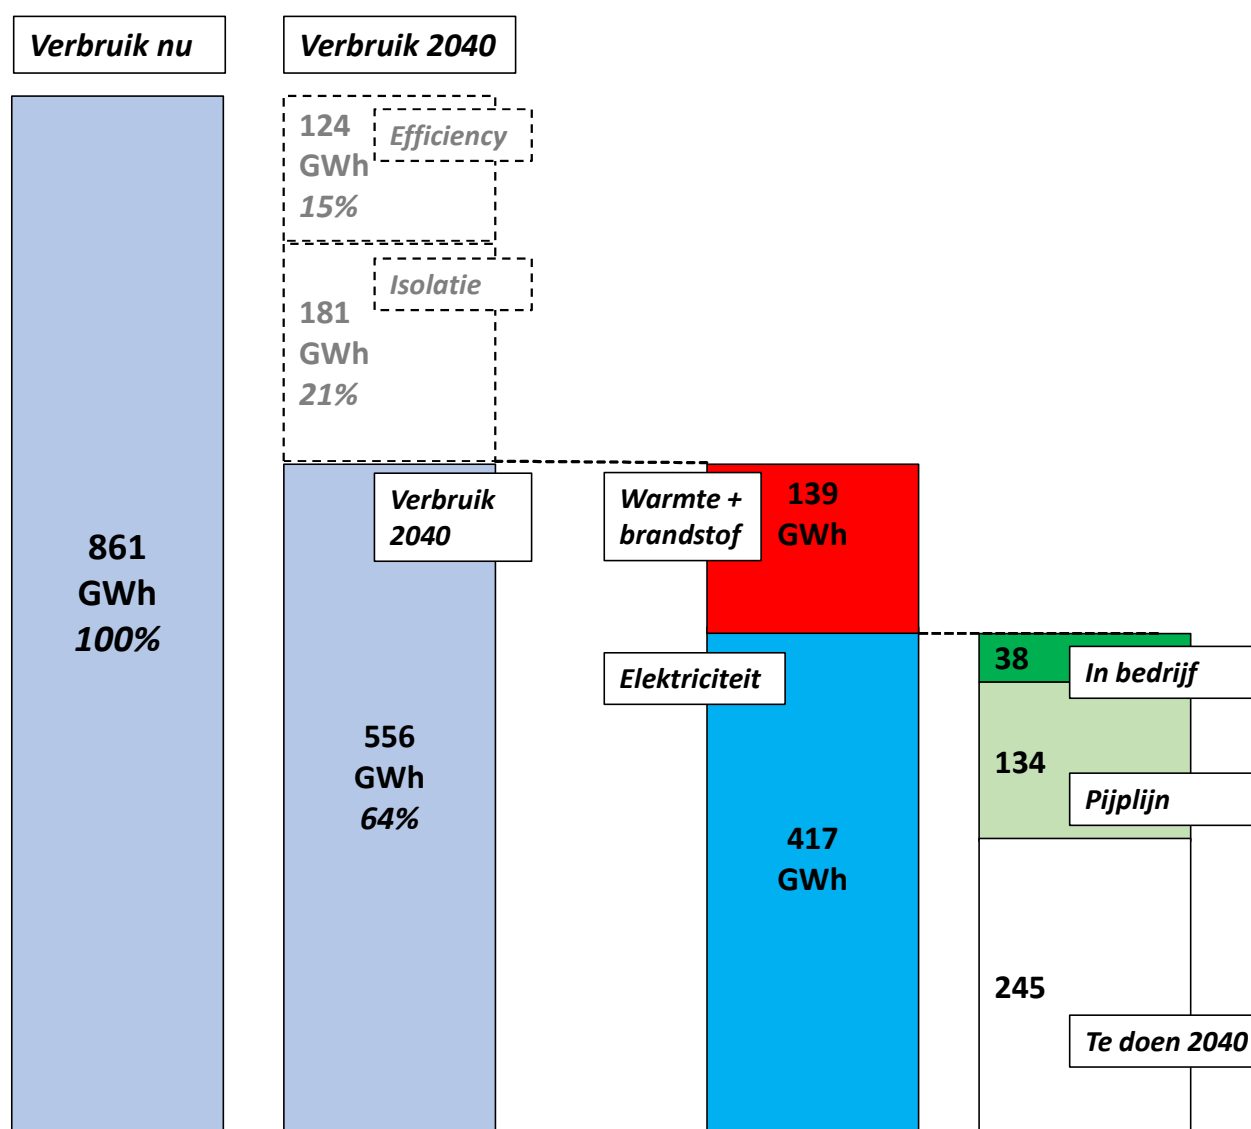 Verbruik nu
Verbruik 2040
124
GWh
15%
Efficiency
181
GWh
21%
Isolatie
861
GWh
100%
Verbruik
2040
556
GWh
64%
Warmte +
brandstof
139
GWh
Elektriciteit
417
GWh
38
In bedrijf
134
Pijplijn
245
Te doen 2040